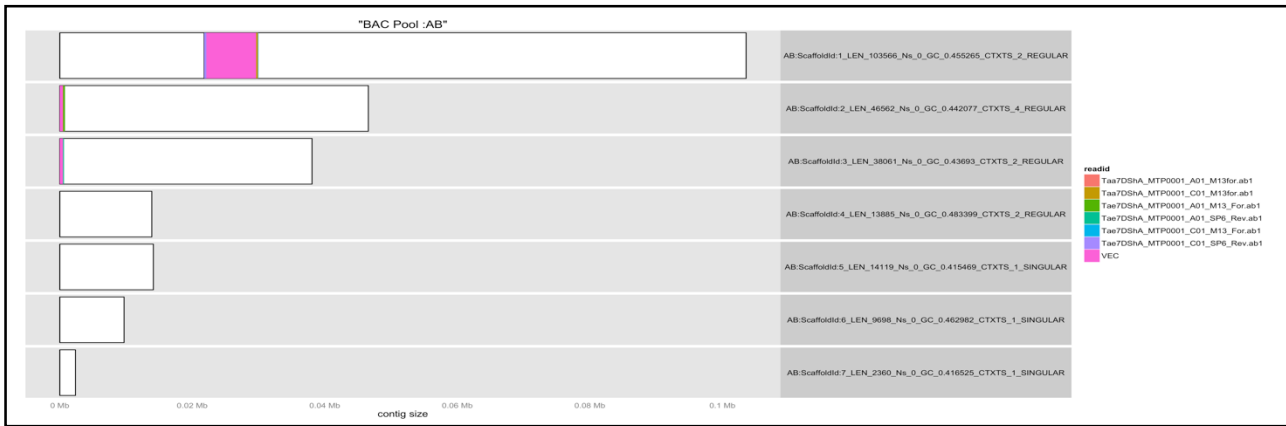 "BAC Pool :AB"
AB:ScaffoldId:1_LEN_103566_Ns_0_GC_0.455265_CTXTS_2_REGULAR
AB:ScaffoldId:2_LEN_46562_Ns_0_GC_0.442077_CTXTS_4_REGULAR
AB:ScaffoldId:3_LEN_38061_Ns_0_GC_0.43693_CTXTS_2_REGULAR
AB:ScaffoldId:4_LEN_13885_Ns_0_GC_0.483399_CTXTS_2_REGULAR
AB:ScaffoldId:5_LEN_14119_Ns_0_GC_0.415469_CTXTS_1_SINGULAR
AB:ScaffoldId:6_LEN_9698_Ns_0_GC_0.462982_CTXTS_1_SINGULAR
AB:ScaffoldId:7_LEN_2360_Ns_0_GC_0.416525_CTXTS_1_SINGULAR
0 Mb 0.02 Mb 0.04 Mb 0.06 Mb 0.08 Mb 0.1 Mb
contig size
readid
Taa7DShA_MTP0001_A01_M13for.ab1
Taa7DShA_MTP0001_C01_M13for.ab1
Tae7DShA_MTP0001_A01_M13_For.ab1
Tae7DShA_MTP0001_A01_SP6_Rev.ab1
Tae7DShA_MTP0001_C01_M13_For.ab1
Tae7DShA_MTP0001_C01_SP6_Rev.ab1
VEC